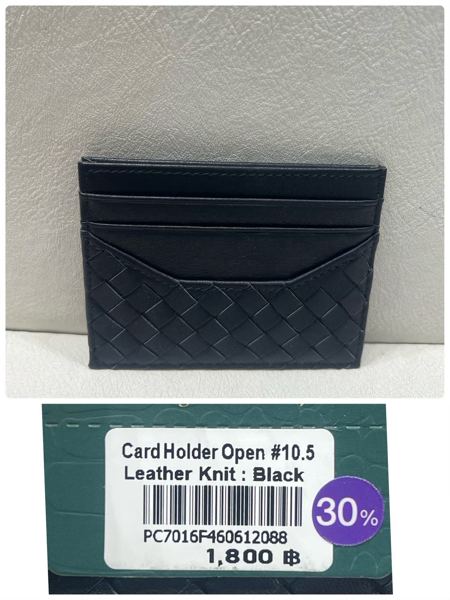 Card Holder Open #10.5
Leather Knit : Black
PC7016F460612088
1,800 ฿
30%